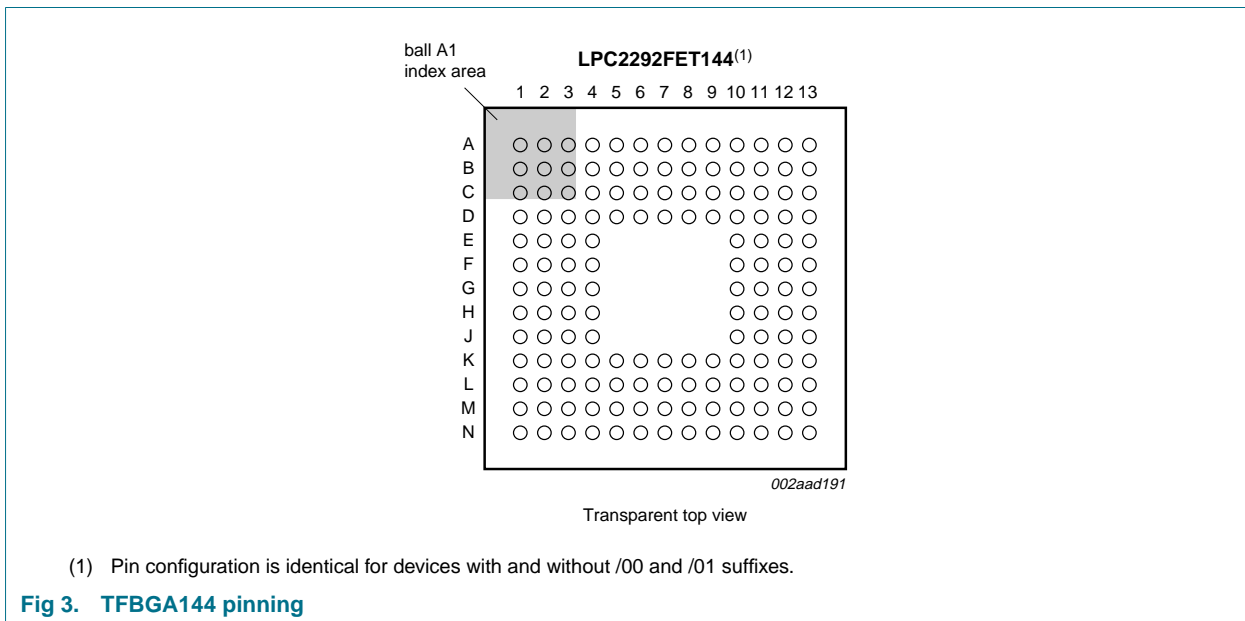 ball A1
index area
LPC2292FET144(1)
1 2 3 4 5 6 7 8 9 10 11 12 13
A
B
C
D
E
F
G
H
J
K
L
M
N
002aad191
Transparent top view
(1) Pin configuration is identical for devices with and without /00 and /01 suffixes.
Fig 3. TFBGA144 pinning